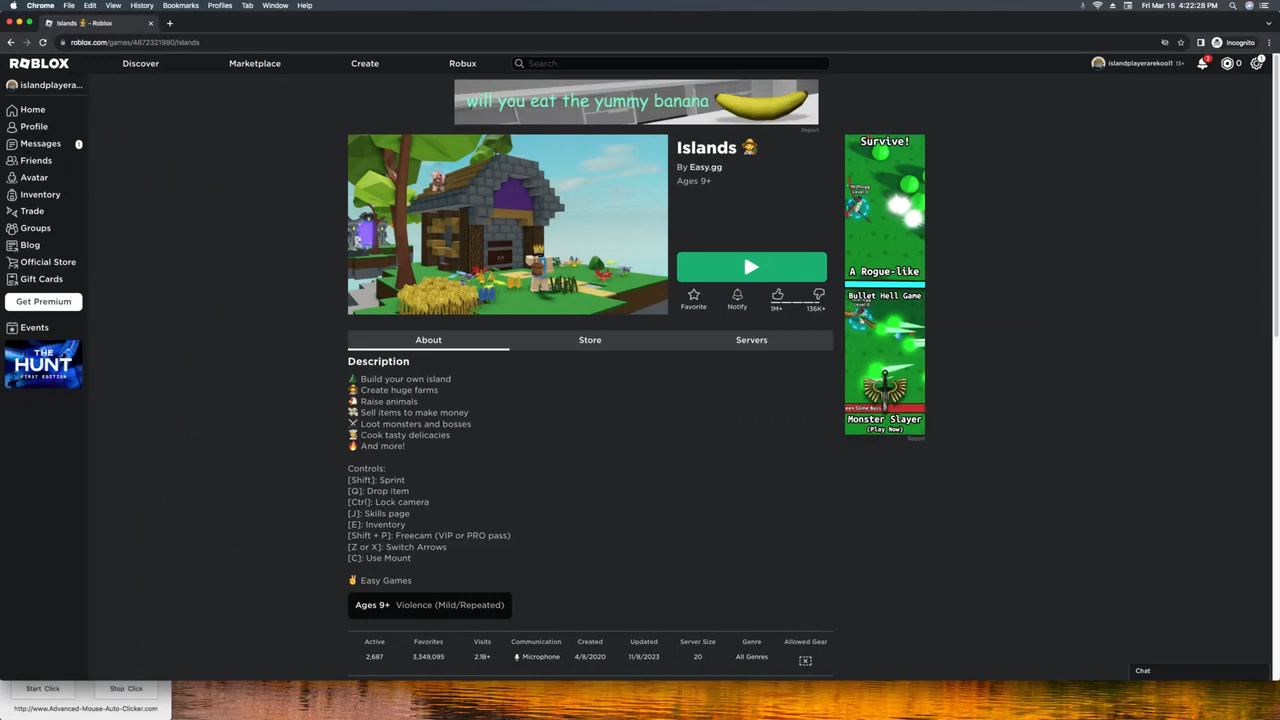 Chrome File Edit View History Bookmarks Profiles Tab Window Help
Fri Mar 15 4:22:28 PM
Islands - Roblox
roblox.com/games/4872321990/Islands
Incognito
ROBLOX
Discover
Marketplace
Create
Robux
Search
islandplayerarekool1 13+
2
0
1
islandplayerare...
Home
Profile
Messages
1
Friends
Avatar
Inventory
Trade
Groups
Blog
Official Store
Gift Cards
Get Premium
Events
THE
HUNT
FIRST EDITION
will you eat the yummy banana
Report
Islands 🧑‍🌾
By Easy.gg
Ages 9+
Favorite
Notify
1M+
136K+
About
Store
Servers
Description
🌲 Build your own island
🧑‍🌾 Create huge farms
🐔 Raise animals
💸 Sell items to make money
⚔️ Loot monsters and bosses
🧑‍🍳 Cook tasty delicacies
🔥 And more!
Controls:
[Shift]: Sprint
[Q]: Drop item
[Ctrl]: Lock camera
[J]: Skills page
[E]: Inventory
[Shift + P]: Freecam (VIP or PRO pass)
[Z or X]: Switch Arrows
[C]: Use Mount
✌️ Easy Games
Ages 9+ Violence (Mild/Repeated)
Active Favorites Visits Communication Created Updated Server Size Genre Allowed Gear
2,687 3,349,095 2.1B+ Microphone 4/8/2020 11/8/2023 20 All Genres
Survive!
A Rogue-like
Bullet Hell Game
Monster Slayer
(Play Now)
Report
Chat
Start Click
Stop Click
http://www.Advanced-Mouse-Auto-Clicker.com